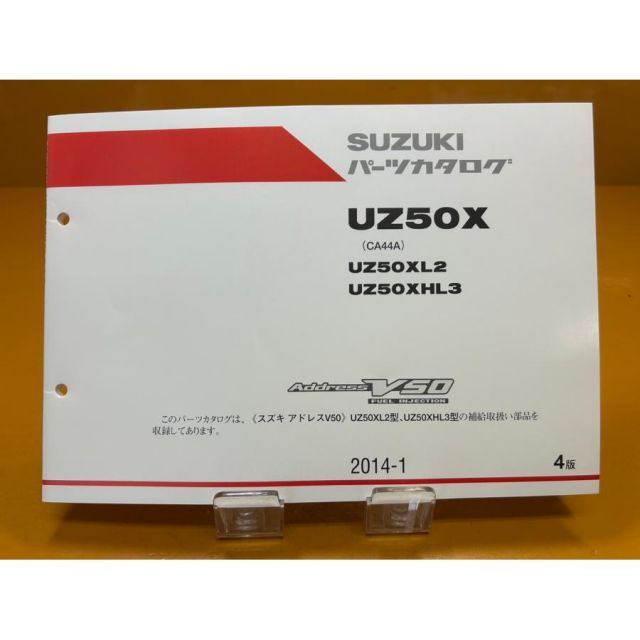 SUZUKI
パーツカタログ
UZ50X
(CA44A)
UZ50XL2
UZ50XHL3
Address V50
FUEL INJECTION
このパーツカタログは、《スズキ アドレスV50》 UZ50XL2型、UZ50XHL3型の補給取扱い部品を
収録してあります。
2014-1
4版